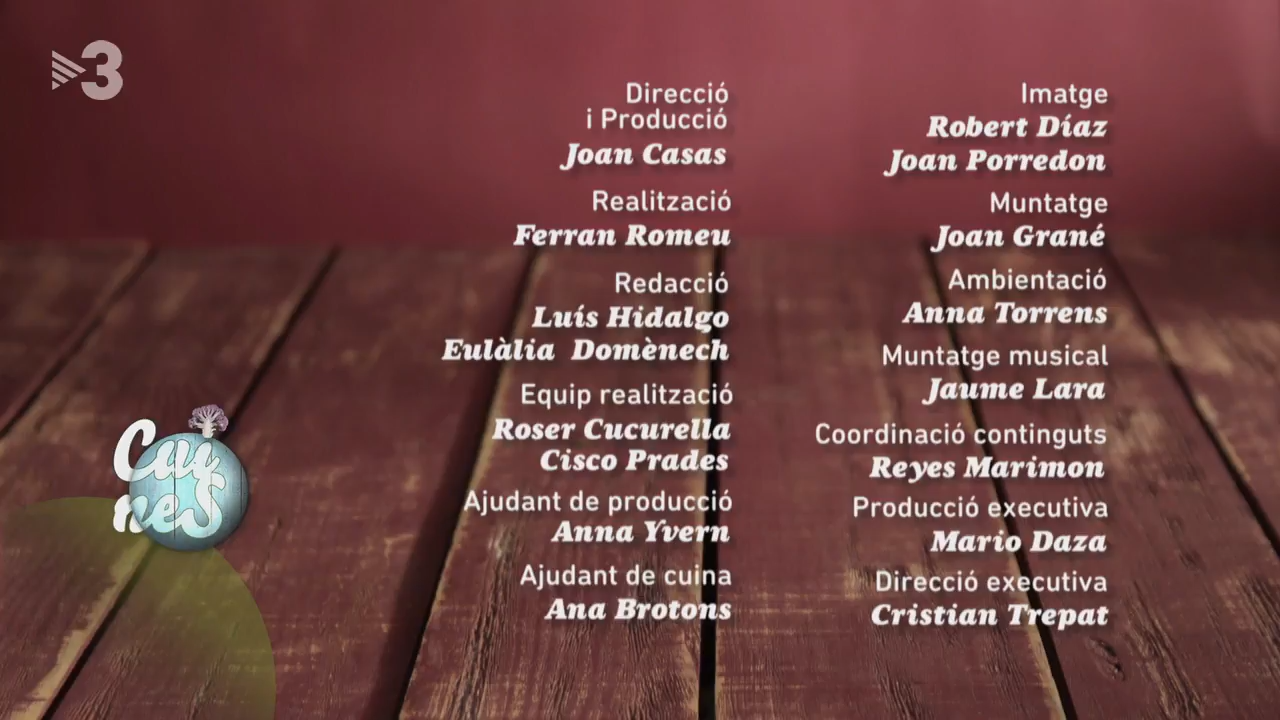 3
Direcció
i Producció
Joan Casas
Realització
Ferran Romeu
Redacció
Luís Hidalgo
Eulàlia Domènech
Equip realització
Roser Cucurella
Cisco Prades
Ajudant de producció
Anna Yvern
Ajudant de cuina
Ana Brotons
Imatge
Robert Díaz
Joan Porredon
Muntatge
Joan Grané
Ambientació
Anna Torrens
Muntatge musical
Jaume Lara
Coordinació continguts
Reyes Marimon
Producció executiva
Mario Daza
Direcció executiva
Cristian Trepat
Cuy
neS